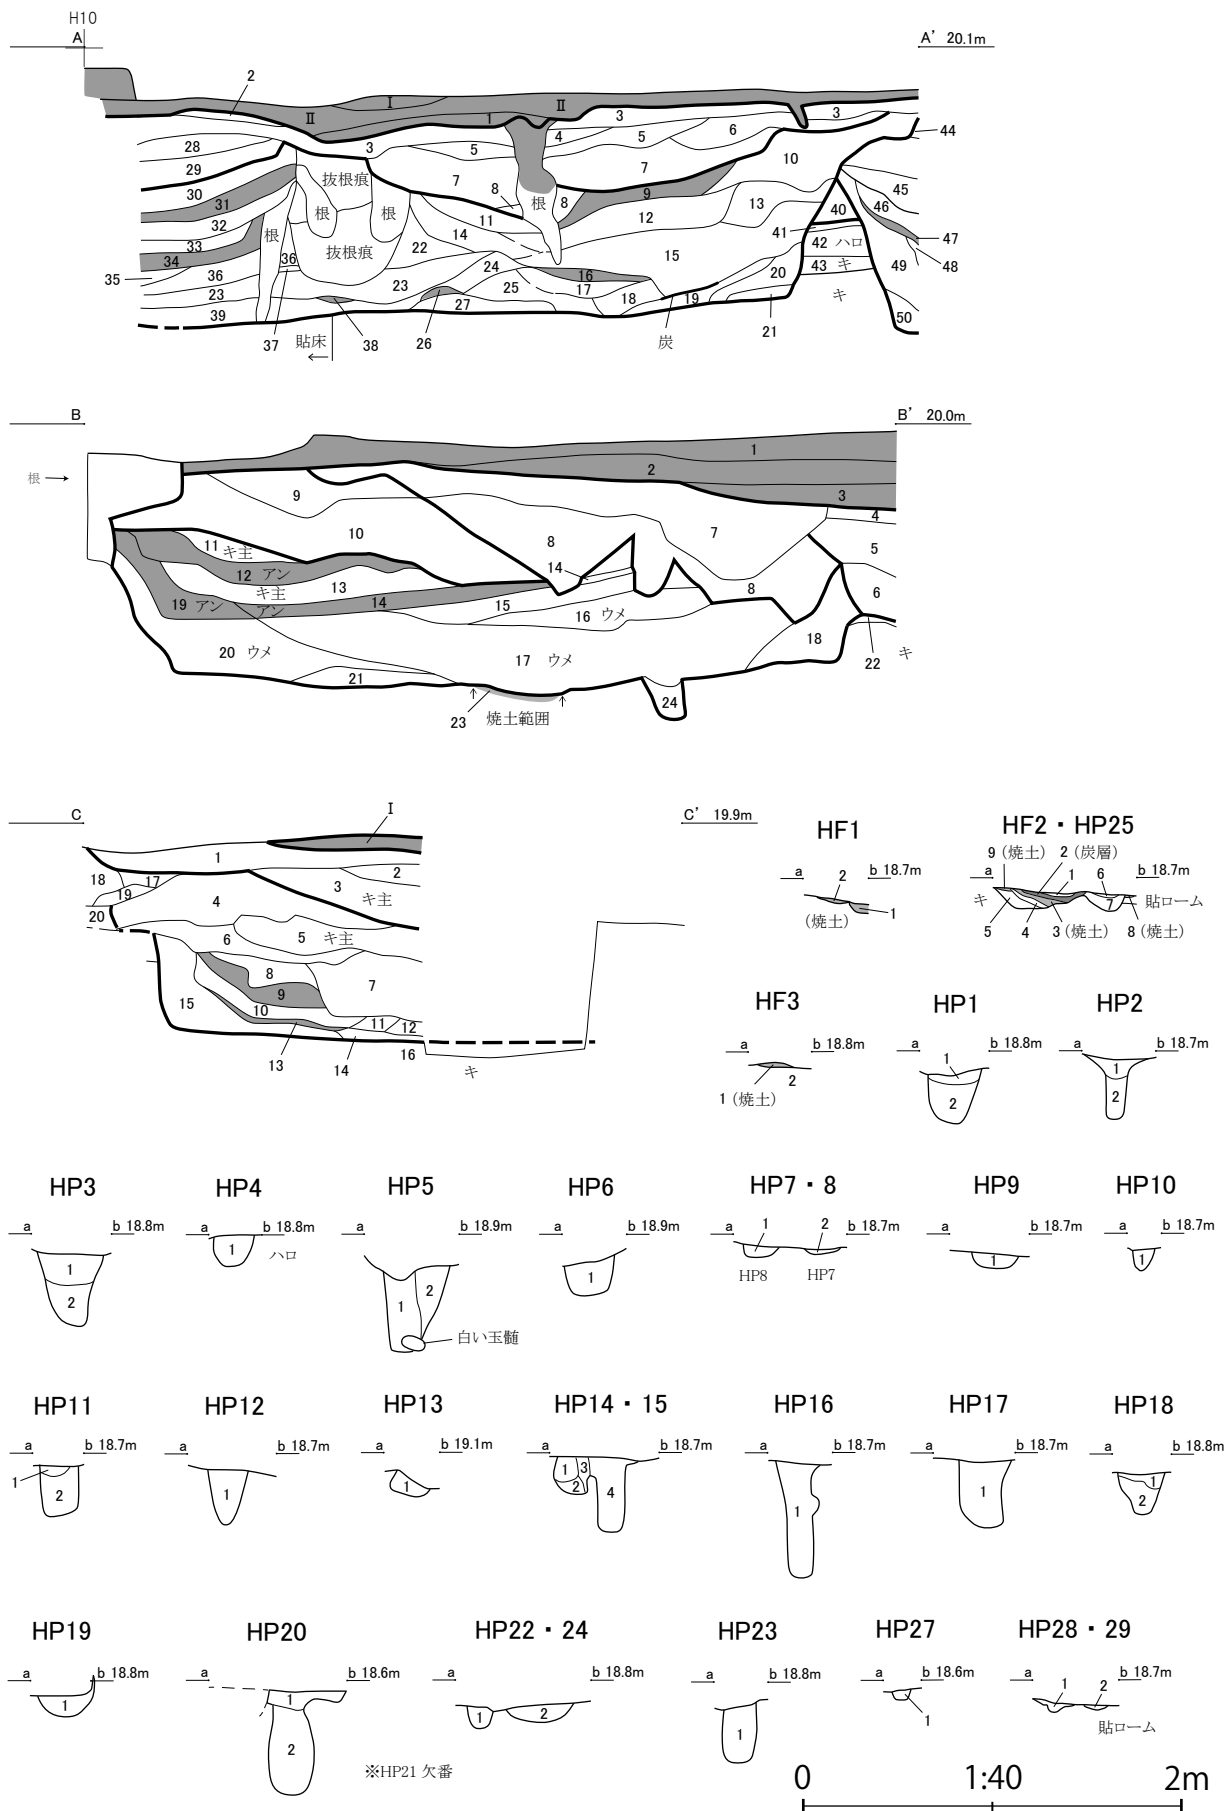 H10
A
A’ 20.1m
2
Ⅰ
Ⅱ
Ⅱ
1
3
3
4
5
6
44
28
3
5
10
29
抜根痕
7
7
45
30
31
8
根
8
9
46
32
根
根
11
12
13
40
33
根
14
41
47
34
抜根痕
22
15
42 ハロ
48
35
36
36
24
16
20
43 キ
49
23
23
25
17
18
19
キ
39
27
21
50
37
貼床
38
26
炭
B
B’ 20.0m
根
1
2
9
3
4
11 キ主
10
8
7
5
12 アン
14
キ主
13
8
6
19 アン
アン
14
15
16 ウメ
18
20 ウメ
17 ウメ
22
キ
21
24
23
焼土範囲
C
Ⅰ
C’ 19.9m
1
18
17
2
19
3
キ主
4
20
6
5 キ主
8
7
9
15
10
11
12
13
14
16
キ
HF1
a
2
b 18.7m
(焼土)
1
HF2・HP25
9 (焼土)
2 (炭層)
a
1
6
b 18.7m
キ
7
貼ローム
5
4
3 (焼土)
8 (焼土)
HF3
a
b 18.8m
2
1 (焼土)
HP1
a
1
b 18.8m
2
HP2
a
b 18.7m
1
2
HP3
a
b 18.8m
1
2
HP4
a
b 18.8m
1
ハロ
HP5
a
b 18.9m
1
2
白い玉髄
HP6
a
b 18.9m
1
HP7・8
a
1
2
b 18.7m
HP8
HP7
HP9
a
b 18.7m
1
HP10
a
b 18.7m
1
HP11
a
b 18.7m
1
2
HP12
a
b 18.7m
1
HP13
a
b 19.1m
1
HP14・15
a
b 18.7m
1
3
2
4
HP16
a
b 18.7m
1
HP17
a
b 18.7m
1
HP18
a
b 18.8m
1
2
HP19
a
b 18.8m
1
HP20
a
b 18.6m
1
2
※HP21 欠番
HP22・24
a
b 18.8m
1
2
HP23
a
b 18.8m
1
HP27
a
b 18.6m
1
HP28・29
a
1
2
b 18.7m
貼ローム
0
1:40
2m